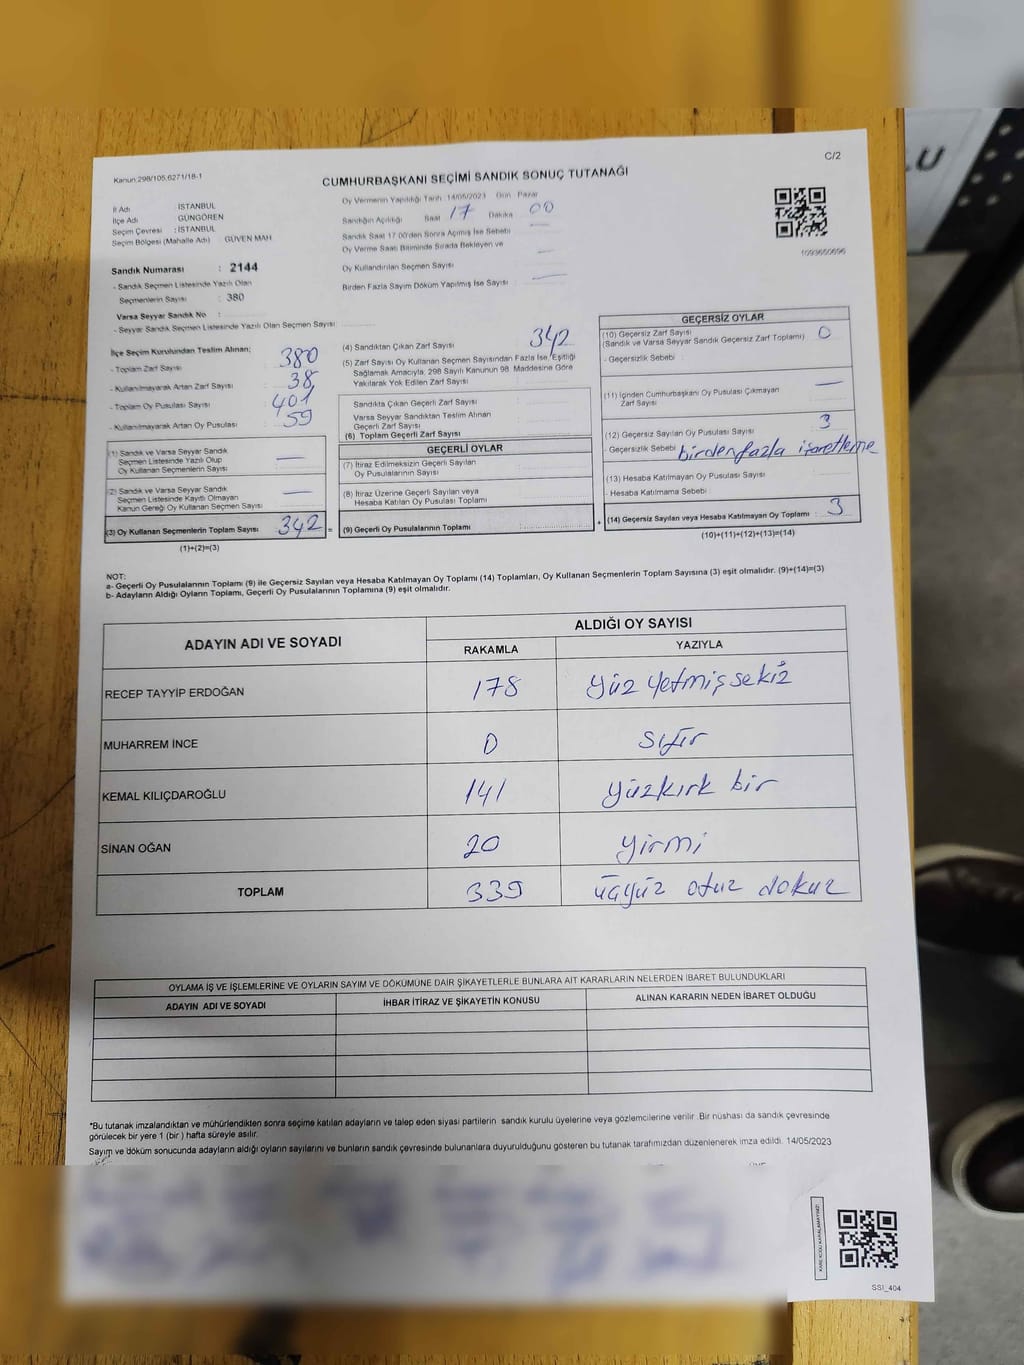 C/2
Kanun:298/105,6271/18-1
CUMHURBAŞKANI SEÇİMİ SANDIK SONUÇ TUTANAĞI
İl Adı : İSTANBUL
İlçe Adı : GÜNGÖREN
Seçim Çevresi : İSTANBUL
Seçim Bölgesi (Mahalle Adı) GÜVEN MAH
Sandık Numarası : 2144
- Sandık Seçmen Listesinde Yazılı Olan
Seçmenlerin Sayısı : 380
Varsa Seyyar Sandık No :
- Seyyar Sandık Seçmen Listesinde Yazılı Olan Seçmen Sayısı :
Oy Vermenin Yapıldığı Tarih :14/05/2023 Gün : Pazar
Sandığın Açıldığı Saat 17 Dakika 00
Sandık Saat 17.00'den Sonra Açılmış İse Sebebi —
Oy Verme Saati Bitiminde Sırada Bekleyen ve
Oy Kullandırılan Seçmen Sayısı —
Birden Fazla Sayım Döküm Yapılmış İse Sayısı —
1093650696
LU
İlçe Seçim Kurulundan Teslim Alınan;
- Toplam Zarf Sayısı : 380
- Kullanılmayarak Artan Zarf Sayısı : 38
- Toplam Oy Pusulası Sayısı : 401
- Kullanılmayarak Artan Oy Pusulası : 59
(1) Sandık ve Varsa Seyyar Sandık
Seçmen Listesinde Yazılı Olup
Oy Kullanan Seçmenlerin Sayısı : —
(2) Sandık ve Varsa Seyyar Sandık
Seçmen Listesinde Kayıtlı Olmayan
Kanun Gereği Oy Kullanan Seçmen Sayısı —
(3) Oy Kullanan Seçmenlerin Toplam Sayısı : 342 =
(1)+(2)=(3)
(4) Sandıktan Çıkan Zarf Sayısı : 342
(5) Zarf Sayısı Oy Kullanan Seçmen Sayısından Fazla İse, Eşitliği
Sağlamak Amacıyla, 298 Sayılı Kanunun 98. Maddesine Göre
Yakılarak Yok Edilen Zarf Sayısı :
Sandıkta Çıkan Geçerli Zarf Sayısı :
Varsa Seyyar Sandıktan Teslim Alınan
Geçerli Zarf Sayısı :
(6) Toplam Geçerli Zarf Sayısı :
GEÇERLİ OYLAR
(7) İtiraz Edilmeksizin Geçerli Sayılan
Oy Pusulalarının Sayısı :
(8) İtiraz Üzerine Geçerli Sayılan veya
Hesaba Katılan Oy Pusulası Toplamı :
(9) Geçerli Oy Pusulalarının Toplamı : +
GEÇERSİZ OYLAR
(10) Geçersiz Zarf Sayısı
(Sandık ve Varsa Seyyar Sandık Geçersiz Zarf Toplamı) : 0
- Geçersizlik Sebebi :
(11) İçinden Cumhurbaşkanı Oy Pusulası Çıkmayan
Zarf Sayısı : —
(12) Geçersiz Sayılan Oy Pusulası Sayısı : 3
- Geçersizlik Sebebi : birden fazla işaretleme
(13) Hesaba Katılmayan Oy Pusulası Sayısı
- Hesaba Katılmama Sebebi
(14) Geçersiz Sayılan veya Hesaba Katılmayan Oy Toplamı : 3
(10)+(11)+(12)+(13)=(14)
NOT:
a- Geçerli Oy Pusulalarının Toplamı (9) ile Geçersiz Sayılan veya Hesaba Katılmayan Oy Toplamı (14) Toplamları, Oy Kullanan Seçmenlerin Toplam Sayısına (3) eşit olmalıdır. (9)+(14)=(3)
b- Adayların Aldığı Oyların Toplamı, Geçerli Oy Pusulalarının Toplamına (9) eşit olmalıdır.
ADAYIN ADI VE SOYADI ALDIĞI OY SAYISI
RAKAMLA YAZIYLA
RECEP TAYYİP ERDOĞAN 178 yüz yetmiş sekiz
MUHARREM İNCE 0 sıfır
KEMAL KILIÇDAROĞLU 141 yüzkırk bir
SİNAN OĞAN 20 yirmi
TOPLAM 339 üçyüz otuz dokuz
OYLAMA İŞ VE İŞLEMLERİNE VE OYLARIN SAYIM VE DÖKÜMÜNE DAİR ŞİKAYETLERLE BUNLARA AİT KARARLARIN NELERDEN İBARET BULUNDUKLARI
ADAYIN ADI VE SOYADI İHBAR İTİRAZ VE ŞİKAYETİN KONUSU ALINAN KARARIN NEDEN İBARET OLDUĞU
*Bu tutanak imzalandıktan ve mühürlendikten sonra seçime katılan adayların ve talep eden siyasi partilerin sandık kurulu üyelerine veya gözlemcilerine verilir. Bir nüshası da sandık çevresinde
görülecek bir yere 1 (bir ) hafta süreyle asılır.
Sayım ve döküm sonucunda adayların aldığı oyların sayılarını ve bunların sandık çevresinde bulunanlara duyurulduğunu gösteren bu tutanak tarafımızdan düzenlenerek imza edildi. 14/05/2023
KARE KODU KARALAMAYINIZ!
SSI_404